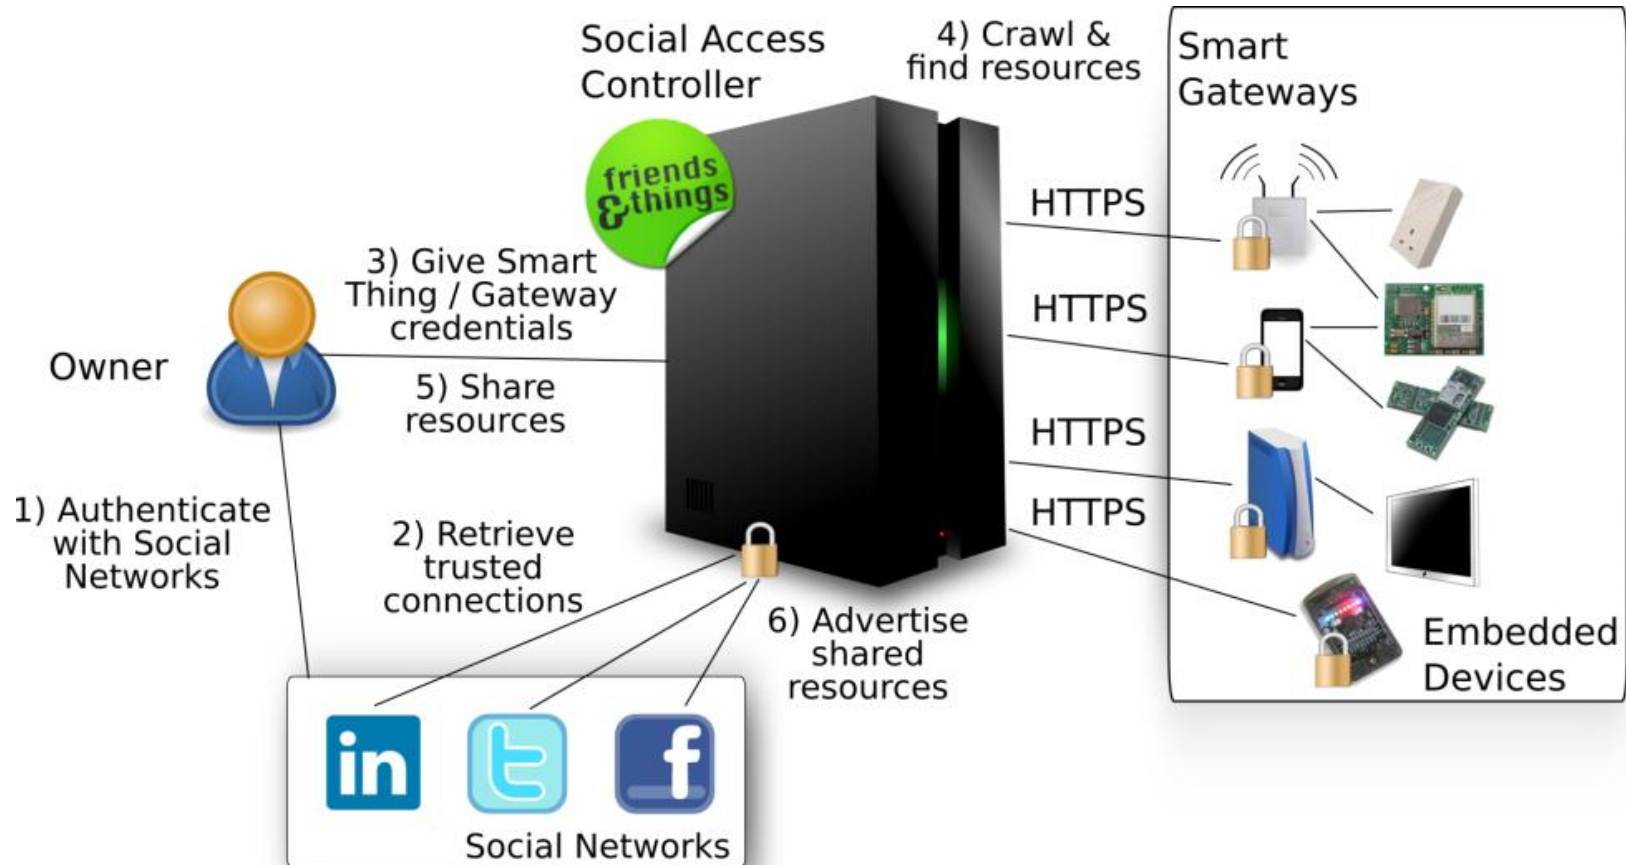 Social Access
Controller
4) Crawl &
find resources
Smart
Gateways
friends
&things
HTTPS
3) Give Smart
Thing / Gateway
credentials
HTTPS
Owner
5) Share
resources
HTTPS
1) Authenticate
with Social
Networks
2) Retrieve
trusted
connections
HTTPS
6) Advertise
shared
resources
Embedded
Devices
in
t
f
Social Networks